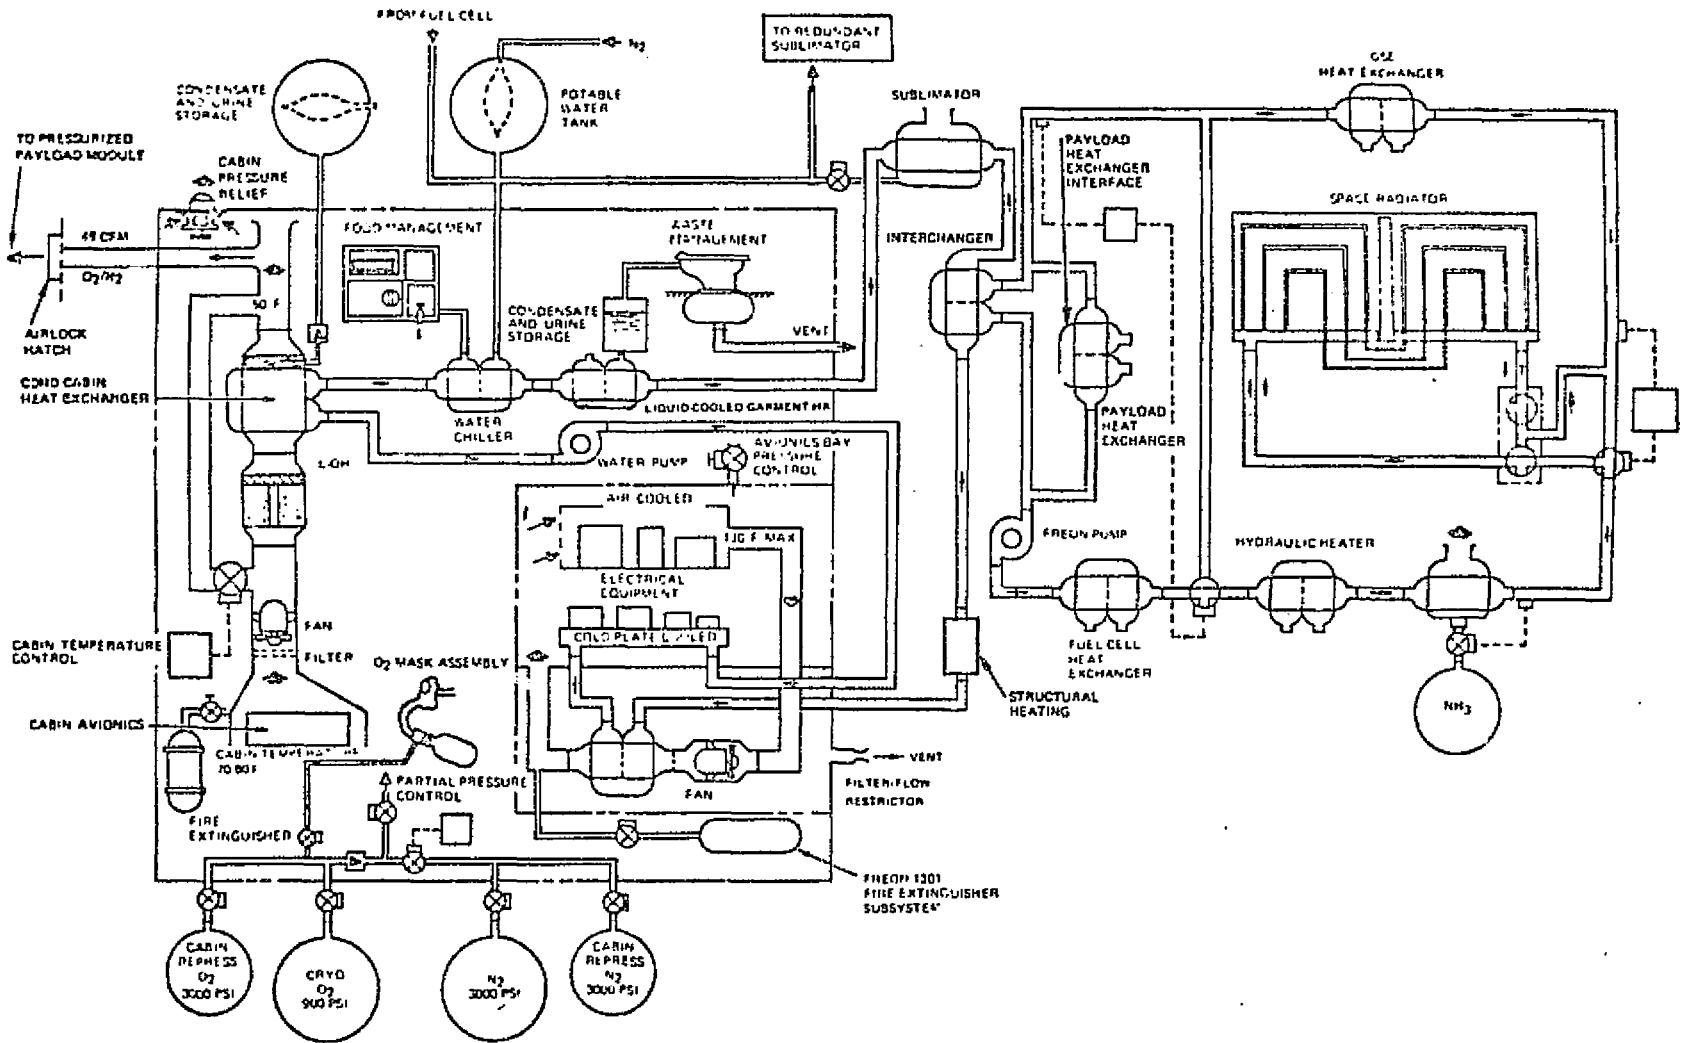 FROM FUEL CELL
N2
TO REDUNDANT
SUBLIMATOR
GSE
HEAT EXCHANGER
CONDENSATE
AND URINE
STORAGE
POTABLE
WATER
TANK
SUBLIMATOR
TO PRESSURIZED
PAYLOAD MODULE
CABIN
PRESSURE
RELIEF
PAYLOAD
HEAT
EXCHANGER
INTERFACE
SPACE RADIATOR
FOOD MANAGEMENT
WASTE
MANAGEMENT
INTERCHANGER
CFM
O2/N2
50 F
AIRLOCK
HATCH
CONDENSATE
AND URINE
STORAGE
VENT
COND CABIN
HEAT EXCHANGER
WATER
CHILLER
LIQUID COOLED GARMENT HX
PAYLOAD
HEAT
EXCHANGER
LiOH
WATER PUMP
AVIONICS BAY
PRESSURE
CONTROL
AIR COOLED
F MAX
FREON PUMP
HYDRAULIC HEATER
ELECTRICAL
EQUIPMENT
COLD PLATE COOLED
FUEL CELL
HEAT
EXCHANGER
FAN
CABIN TEMPERATURE
CONTROL
FILTER
O2 MASK ASSEMBLY
STRUCTURAL
HEATING
NH3
CABIN AVIONICS
CABIN TEMPERATURE
70 80 F
PARTIAL PRESSURE
CONTROL
FAN
VENT
FILTER/FLOW
RESTRICTOR
FIRE
EXTINGUISHER
FREON 1301
FIRE EXTINGUISHER
SUBSYSTEM
CABIN
REPRESS
O2
3000 PSI
CRYO
O2
900 PSI
N2
3000 PSI
CABIN
REPRESS
N2
3000 PSI